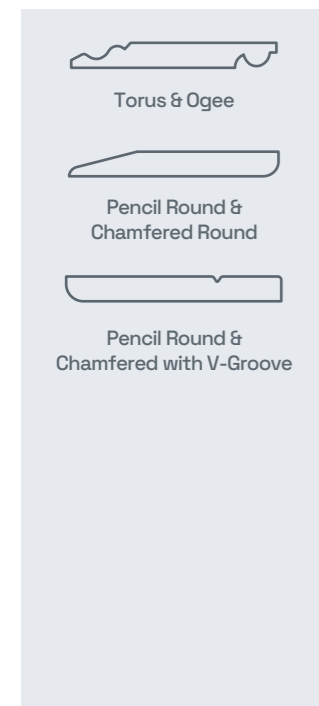 Torus & Ogee
Pencil Round &
Chamfered Round
Pencil Round &
Chamfered with V-Groove